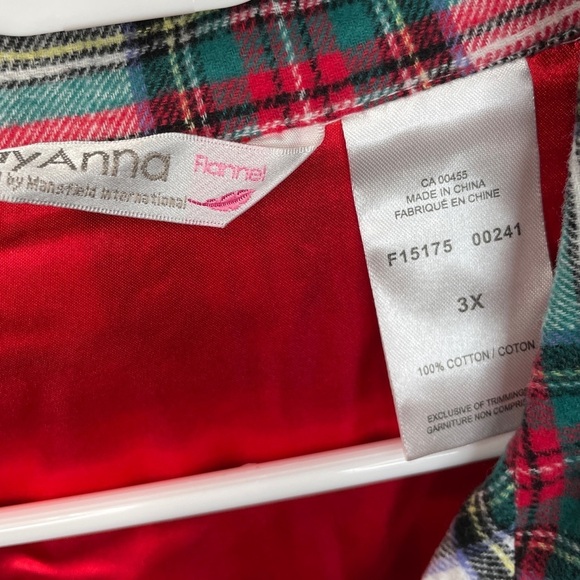 Anna
Flannel
by Mansfield International
CA 00455
MADE IN CHINA
FABRIQUÉ EN CHINE
F15175 00241
3X
100% COTTON / COTON
EXCLUSIVE OF TRIMMINGS
GARNITURE NON